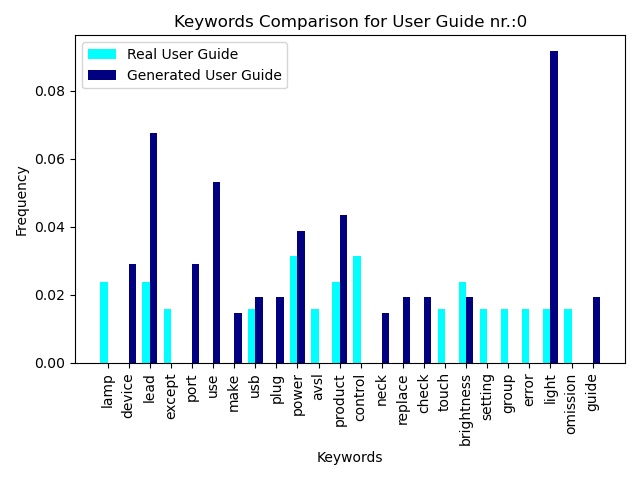 Keywords Comparison for User Guide nr.:0
Real User Guide
Generated User Guide
Frequency
0.08
0.06
0.04
0.02
0.00
lamp
device
lead
except
port
use
make
usb
plug
power
avsl
product
control
neck
replace
check
touch
brightness
setting
group
error
light
omission
guide
Keywords